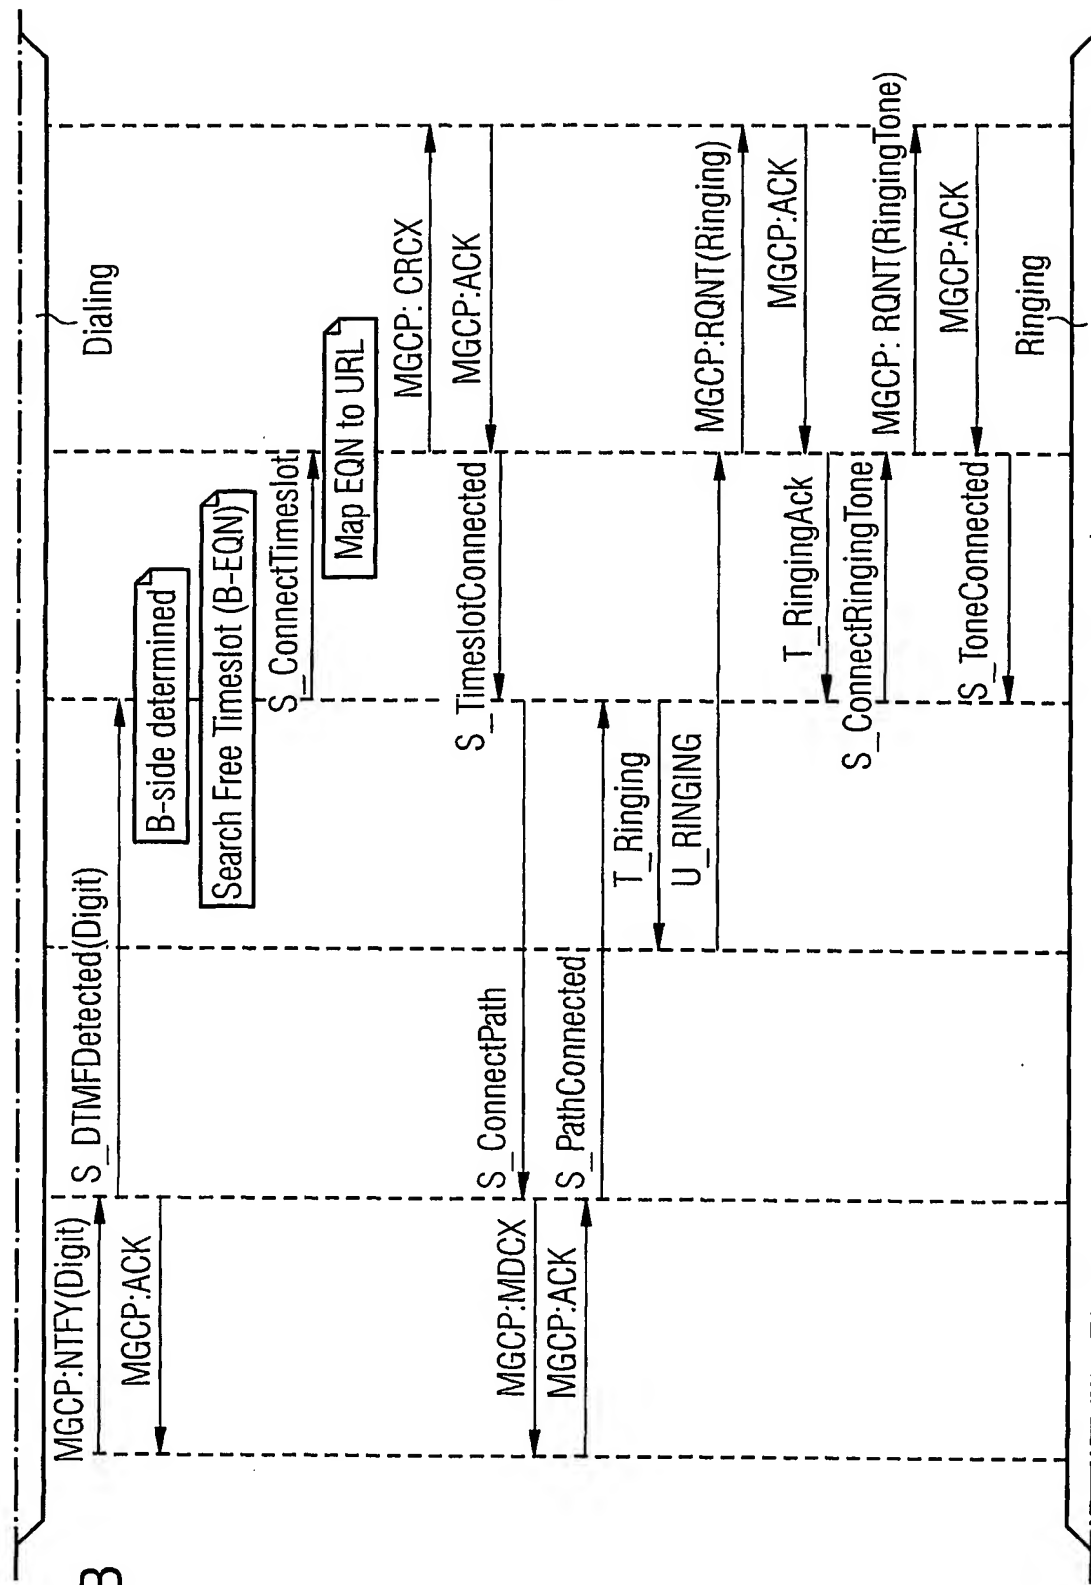 B
Dialing
MGCP:NTFY(Digit)
S_DTMFDetected(Digit)
MGCP:ACK
B-side determined
Search Free Timeslot (B-EQN)
S_ConnectTimeslot
Map EQN to URL
MGCP: CRCX
MGCP:ACK
S_TimeslotConnected
S_ConnectPath
MGCP:MDCX
MGCP:ACK
S_PathConnected
T_Ringing
U_RINGING
MGCP:RQNT(Ringing)
MGCP:ACK
T_RingingAck
S_ConnectRingingTone
MGCP: RQNT(RingingTone)
MGCP:ACK
S_ToneConnected
Ringing